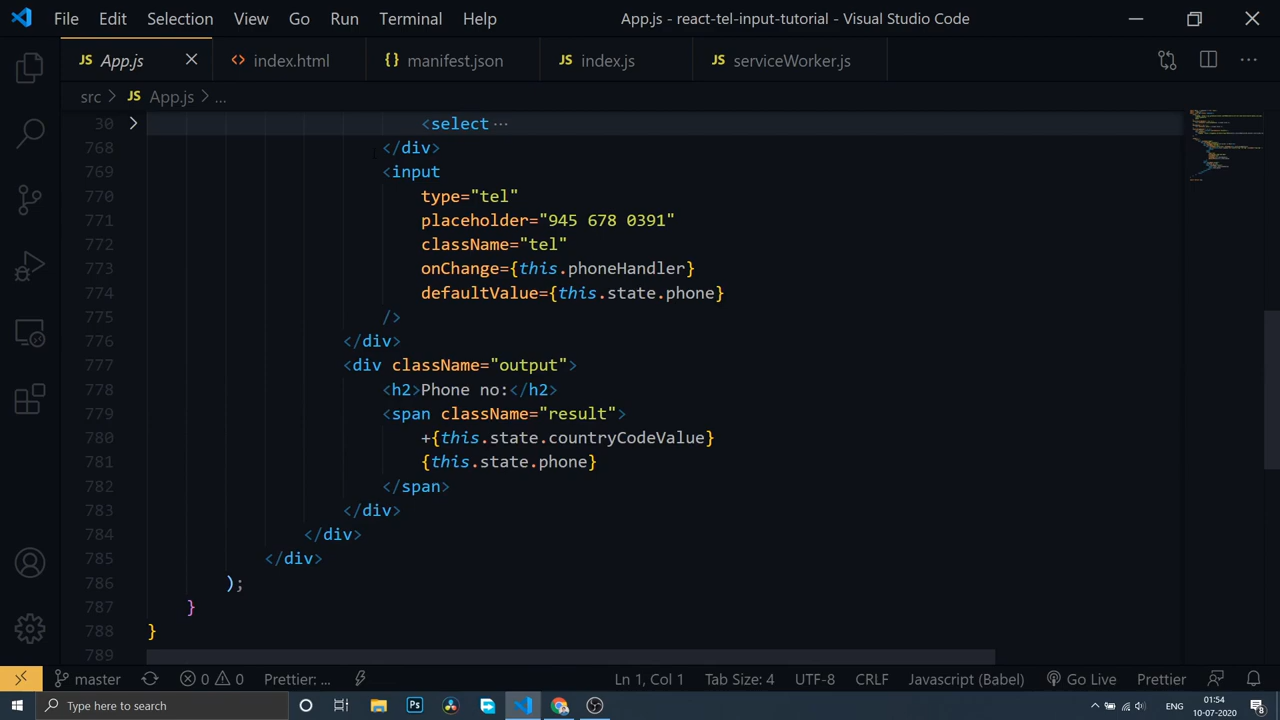 File Edit Selection View Go Run Terminal Help App.js - react-tel-input-tutorial - Visual Studio Code
JS App.js index.html {} manifest.json JS index.js JS serviceWorker.js
src > JS App.js > ...
30 <select ...
768 </div>
769 <input
770 type="tel"
771 placeholder="945 678 0391"
772 className="tel"
773 onChange={this.phoneHandler}
774 defaultValue={this.state.phone}
775 />
776 </div>
777 <div className="output">
778 <h2>Phone no:</h2>
779 <span className="result">
780 +{this.state.countryCodeValue}
781 {this.state.phone}
782 </span>
783 </div>
784 </div>
785 </div>
786 );
787 }
788 }
789
master 0 0 Prettier: ... Ln 1, Col 1 Tab Size: 4 UTF-8 CRLF Javascript (Babel) Go Live Prettier
Type here to search Ps 01:54
10-07-2020 8